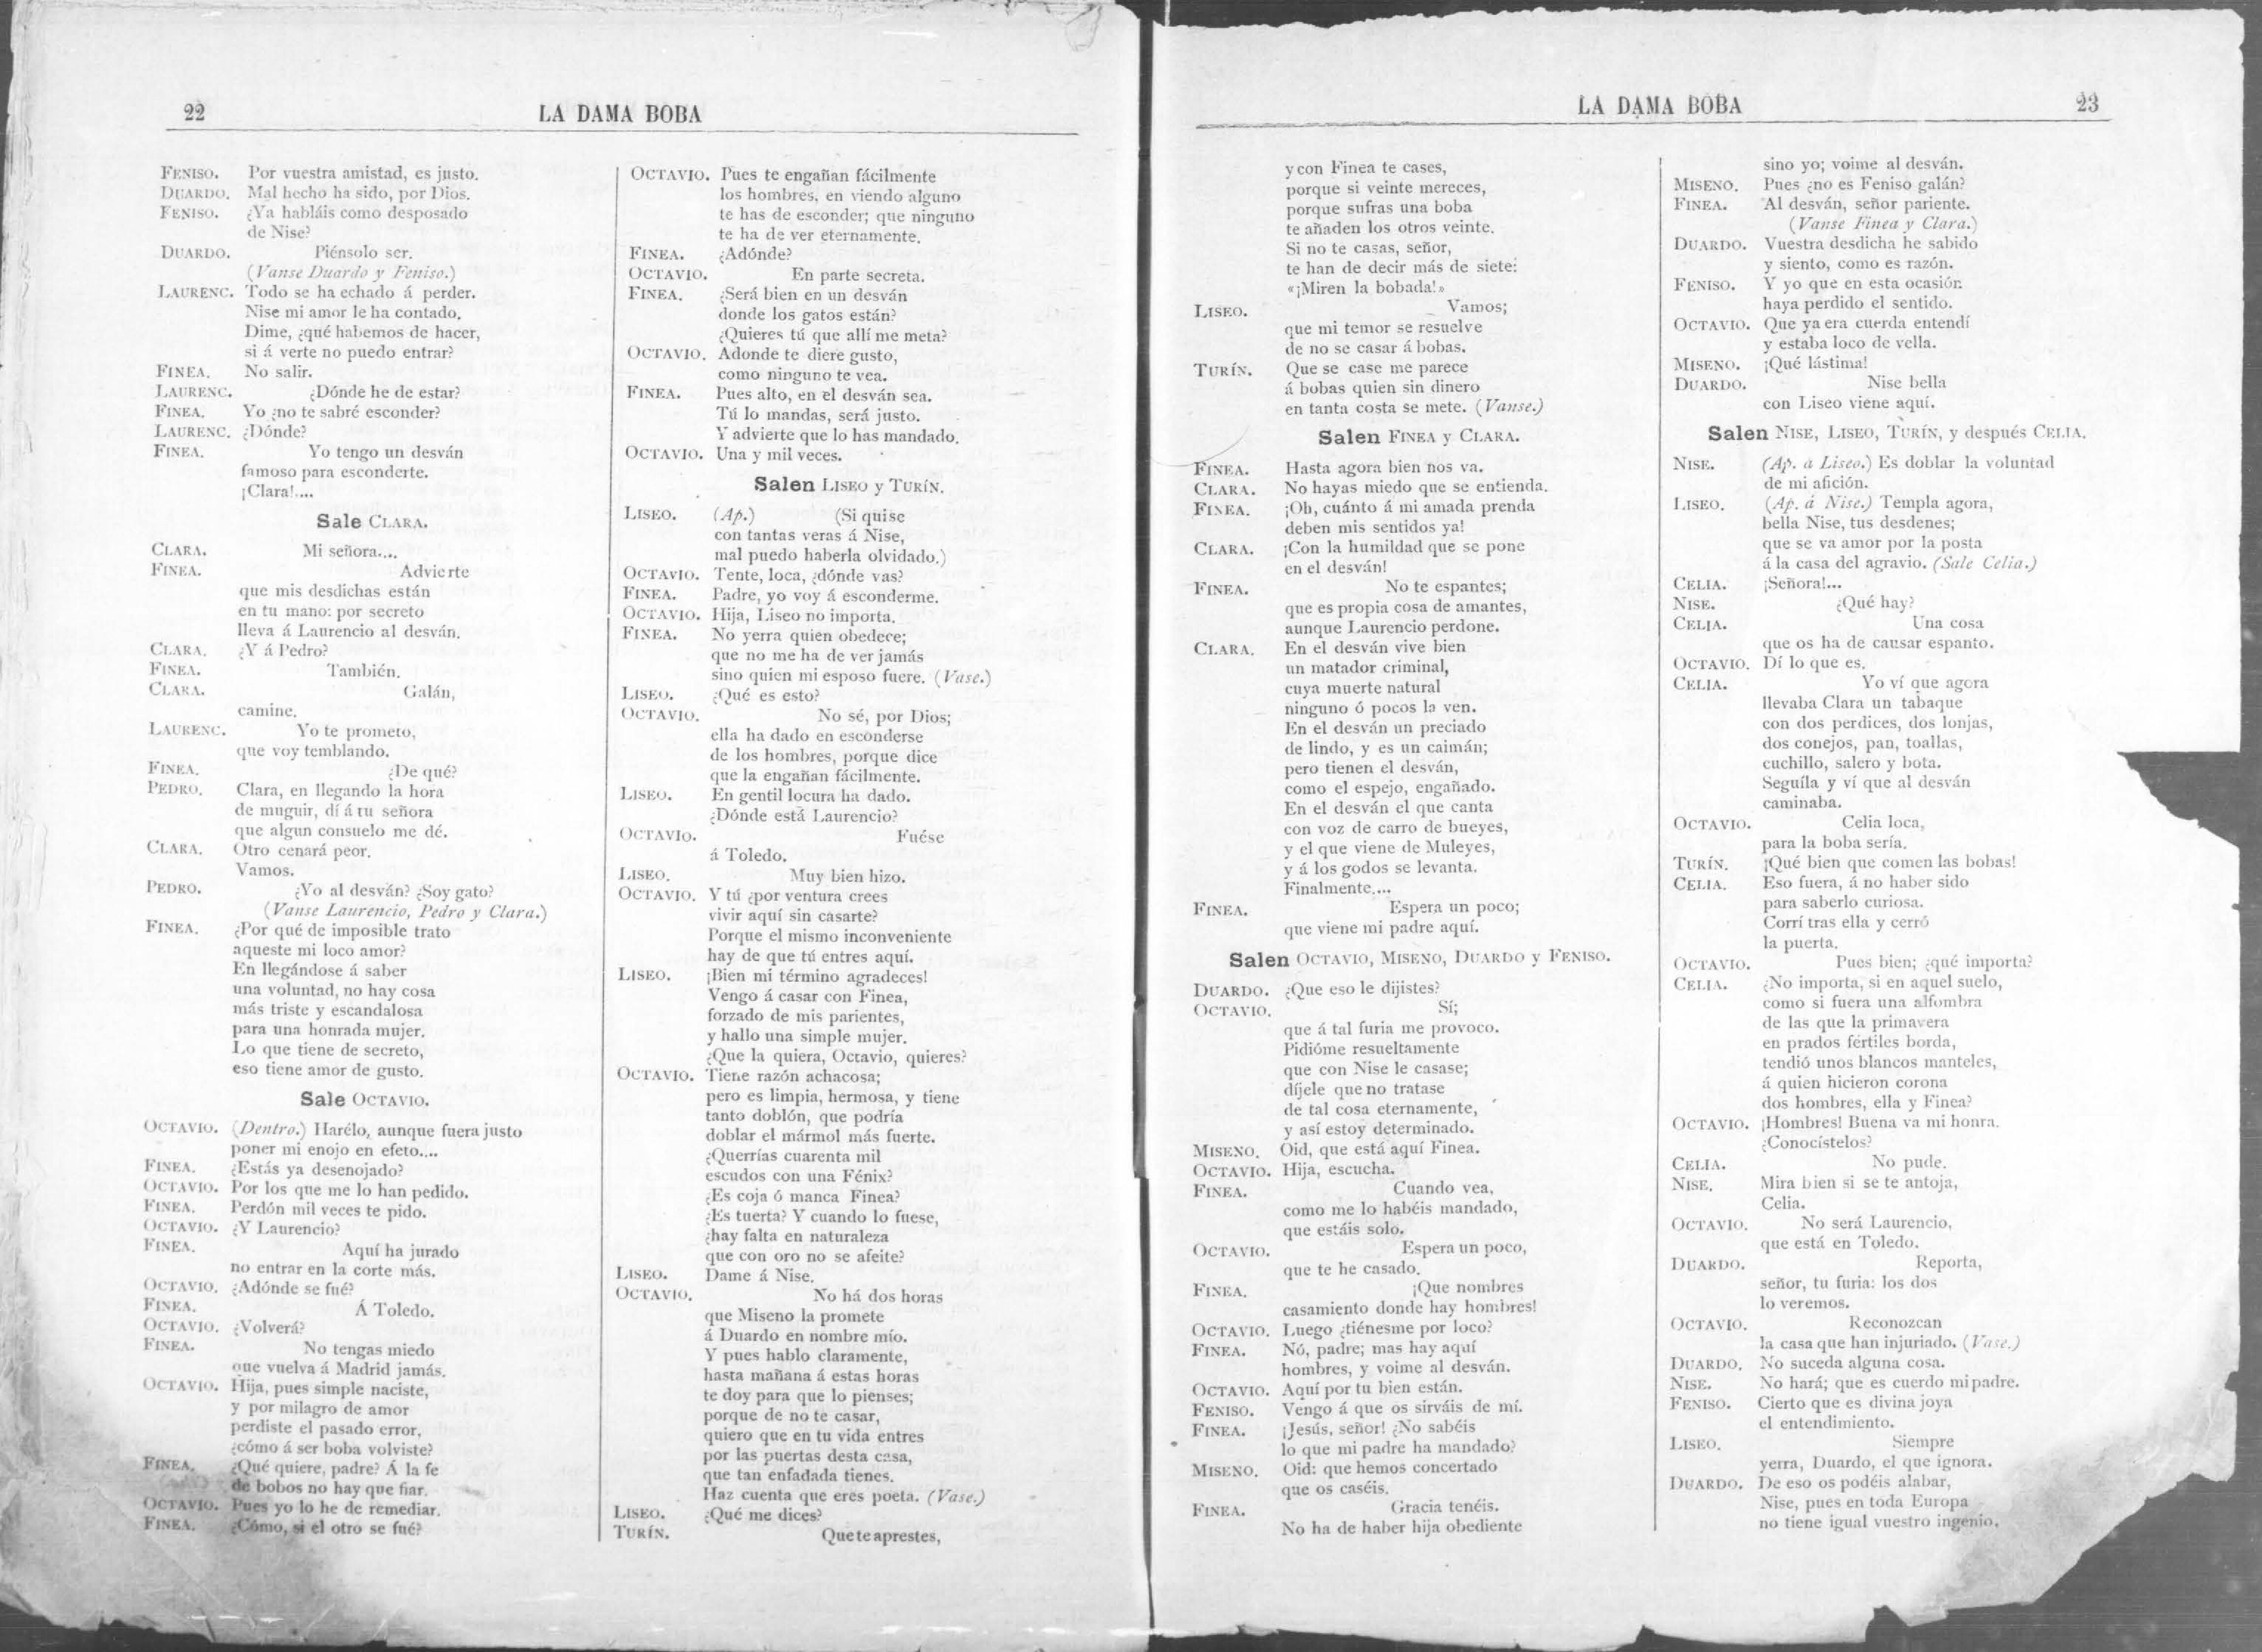 22
LA DAMA BOBA
FENISO. Por vuestra amistad, es justo.
DUARDO. Mal hecho ha sido, por Dios.
FENISO. ¿Ya habláis como desposado
de Nise?
DUARDO. Piénsolo ser.
(Vanse Duardo y Feniso.)
LAURENC. Todo se ha echado á perder.
Nise mi amor le ha contado.
Dime, ¿qué habemos de hacer,
si á verte no puedo entrar?
FINEA. No salir.
LAURENC. ¿Dónde he de estar?
FINEA. Yo ¿no te sabré esconder?
LAURENC. ¿Dónde?
FINEA. Yo tengo un desván
famoso para esconderte.
¡Clara!....
Sale CLARA.
CLARA. Mi señora....
FINEA. Advierte
que mis desdichas están
en tu mano: por secreto
lleva á Laurencio al desván.
CLARA. ¿Y á Pedro?
FINEA. También.
CLARA. Galán,
camine.
LAURENC. Yo te prometo,
que voy temblando.
FINEA. ¿De qué?
PEDRO. Clara, en llegando la hora
de muguir, dí á tu señora
que algun consuelo me dé.
CLARA. Otro cenará peor.
Vamos.
PEDRO. ¿Yo al desván? ¿Soy gato?
(Vanse Laurencio, Pedro y Clara.)
FINEA. ¿Por qué de imposible trato
aqueste mi loco amor?
En llegándose á saber
una voluntad, no hay cosa
más triste y escandalosa
para una honrada mujer.
Lo que tiene de secreto,
eso tiene amor de gusto.
Sale OCTAVIO.
OCTAVIO. (Dentro.) Harélo, aunque fuera justo
poner mi enojo en efeto....
FINEA. ¿Estás ya desenojado?
OCTAVIO. Por los que me lo han pedido.
FINEA. Perdón mil veces te pido.
OCTAVIO. ¿Y Laurencio?
FINEA. Aquí ha jurado
no entrar en la corte más.
OCTAVIO. ¿Adónde se fué?
FINEA. Á Toledo.
OCTAVIO. ¿Volverá?
FINEA. No tengas miedo
que vuelva á Madrid jamás.
OCTAVIO. Hija, pues simple naciste,
y por milagro de amor
perdiste el pasado error,
¿cómo á ser boba volviste?
FINEA. ¿Qué quiere, padre? Á la fe
de bobos no hay que fiar.
OCTAVIO. Pues yo lo he de remediar.
FINEA. ¿Cómo, si el otro se fué?
OCTAVIO. Pues te engañan fácilmente
los hombres, en viendo alguno
te has de esconder; que ninguno
te ha de ver eternamente.
FINEA. ¿Adónde?
OCTAVIO. En parte secreta.
FINEA. ¿Será bien en un desván
donde los gatos están?
¿Quieres tú que allí me meta?
OCTAVIO. Adonde te diere gusto,
como ninguno te vea.
FINEA. Pues alto, en el desván sea.
Tú lo mandas, será justo.
Y advierte que lo has mandado.
OCTAVIO. Una y mil veces.
Salen LISEO y TURÍN.
LISEO. (Ap.) (Si quise
con tantas veras á Nise,
mal puedo haberla olvidado.)
OCTAVIO. Tente, loca, ¿dónde vas?
FINEA. Padre, yo voy á esconderme.
OCTAVIO. Hija, Liseo no importa.
FINEA. No yerra quien obedece;
que no me ha de ver jamás
sino quien mi esposo fuere. (Vase.)
LISEO. ¿Qué es esto?
OCTAVIO. No sé, por Dios;
ella ha dado en esconderse
de los hombres, porque dice
que la engañan fácilmente.
LISEO. En gentil locura ha dado.
¿Dónde está Laurencio?
OCTAVIO. Fuése
á Toledo.
LISEO. Muy bien hizo.
OCTAVIO. Y tú ¿por ventura crees
vivir aquí sin casarte?
Porque el mismo inconveniente
hay de que tú entres aquí.
LISEO. ¡Bien mi término agradeces!
Vengo á casar con Finea,
forzado de mis parientes,
y hallo una simple mujer.
¿Que la quiera, Octavio, quieres?
OCTAVIO. Tiene razón achacosa;
pero es limpia, hermosa, y tiene
tanto doblón, que podría
doblar el mármol más fuerte.
¿Querrías cuarenta mil
escudos con una Fénix?
¿Es coja ó manca Finea?
¿Es tuerta? Y cuando lo fuese,
¿hay falta en naturaleza
que con oro no se afeite?
LISEO. Dame á Nise.
OCTAVIO. No há dos horas
que Miseno la promete
á Duardo en nombre mío.
Y pues hablo claramente,
hasta mañana á estas horas
te doy para que lo pienses;
porque de no te casar,
quiero que en tu vida entres
por las puertas desta casa,
que tan enfadada tienes.
Haz cuenta que eres poeta. (Vase.)
LISEO. ¿Qué me dices?
TURÍN. Que te aprestes,
LA DAMA BOBA
23
y con Finea te cases,
porque si veinte mereces,
porque sufras una boba
te añaden los otros veinte.
Si no te casas, señor,
te han de decir más de siete:
«¡Miren la bobada!»
LISEO. Vamos;
que mi temor se resuelve
de no se casar á bobas.
TURÍN. Que se case me parece
á bobas quien sin dinero
en tanta costa se mete. (Vanse.)
Salen FINEA y CLARA.
FINEA. Hasta agora bien nos va.
CLARA. No hayas miedo que se entienda.
FINEA. ¡Oh, cuánto á mi amada prenda
deben mis sentidos ya!
CLARA. ¡Con la humildad que se pone
en el desván!
FINEA. No te espantes;
que es propia cosa de amantes,
aunque Laurencio perdone.
CLARA. En el desván vive bien
un matador criminal,
cuya muerte natural
ninguno ó pocos la ven.
En el desván un preciado
de lindo, y es un caimán;
pero tienen el desván,
como el espejo, engañado.
En el desván el que canta
con voz de carro de bueyes,
y el que viene de Muleyes,
y á los godos se levanta.
Finalmente....
FINEA. Espera un poco;
que viene mi padre aquí.
Salen OCTAVIO, MISENO, DUARDO y FENISO.
DUARDO. ¿Que eso le dijistes?
OCTAVIO. Sí;
que á tal furia me provoco.
Pidióme resueltamente
que con Nise le casase;
díjele que no tratase
de tal cosa eternamente,
y así estoy determinado.
MISENO. Oid, que está aquí Finea.
OCTAVIO. Hija, escucha.
FINEA. Cuando vea,
como me lo habéis mandado,
que estáis solo.
OCTAVIO. Espera un poco,
que te he casado.
FINEA. ¡Que nombres
casamiento donde hay hombres!
OCTAVIO. Luego ¿tiénesme por loco?
FINEA. Nó, padre; mas hay aquí
hombres, y voime al desván.
OCTAVIO. Aquí por tu bien están.
FENISO. Vengo á que os sirváis de mí.
FINEA. ¡Jesús, señor! ¿No sabéis
lo que mi padre ha mandado?
MISENO. Oid: que hemos concertado
que os caséis.
FINEA. Gracia tenéis.
No ha de haber hija obediente
sino yo; voime al desván.
MISENO. Pues ¿no es Feniso galán?
FINEA. Al desván, señor pariente.
(Vanse Finea y Clara.)
DUARDO. Vuestra desdicha he sabido
y siento, como es razón.
FENISO. Y yo que en esta ocasión
haya perdido el sentido.
OCTAVIO. Que ya era cuerda entendí
y estaba loco de vella.
MISENO. ¡Qué lástima!
DUARDO. Nise bella
con Liseo viene aquí.
Salen NISE, LISEO, TURÍN, y después CELIA.
NISE. (Ap. á Liseo.) Es doblar la voluntad
de mi afición.
LISEO. (Ap. á Nise.) Templa agora,
bella Nise, tus desdenes;
que se va amor por la posta
á la casa del agravio. (Sale Celia.)
CELIA. ¡Señora!...
NISE. ¿Qué hay?
CELIA. Una cosa
que os ha de causar espanto.
OCTAVIO. Dí lo que es.
CELIA. Yo ví que agora
llevaba Clara un tabaque
con dos perdices, dos lonjas,
dos conejos, pan, toallas,
cuchillo, salero y bota.
Seguíla y ví que al desván
caminaba.
OCTAVIO. Celia loca,
para la boba sería.
TURÍN. ¡Qué bien que comen las bobas!
CELIA. Eso fuera, á no haber sido
para saberlo curiosa.
Corrí tras ella y cerró
la puerta.
OCTAVIO. Pues bien; ¿qué importa?
CELIA. ¿No importa, si en aquel suelo,
como si fuera una alfombra
de las que la primavera
en prados fértiles borda,
tendió unos blancos manteles,
á quien hicieron corona
dos hombres, ella y Finea?
OCTAVIO. ¡Hombres! Buena va mi honra.
¿Conocístelos?
CELIA. No pude.
NISE. Mira bien si se te antoja,
Celia.
OCTAVIO. No será Laurencio,
que está en Toledo.
DUARDO. Reporta,
señor, tu furia: los dos
lo veremos.
OCTAVIO. Reconozcan
la casa que han injuriado. (Vase.)
DUARDO. No suceda alguna cosa.
NISE. No hará; que es cuerdo mi padre.
FENISO. Cierto que es divina joya
el entendimiento.
LISEO. Siempre
yerra, Duardo, el que ignora.
DUARDO. De eso os podéis alabar,
Nise, pues en toda Europa
no tiene igual vuestro ingenio.